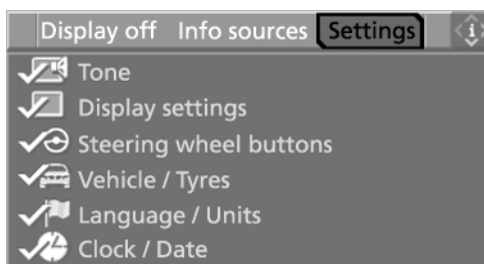 Display off Info sources Settings i
Tone
Display settings
Steering wheel buttons
Vehicle / Tyres
Language / Units
Clock / Date